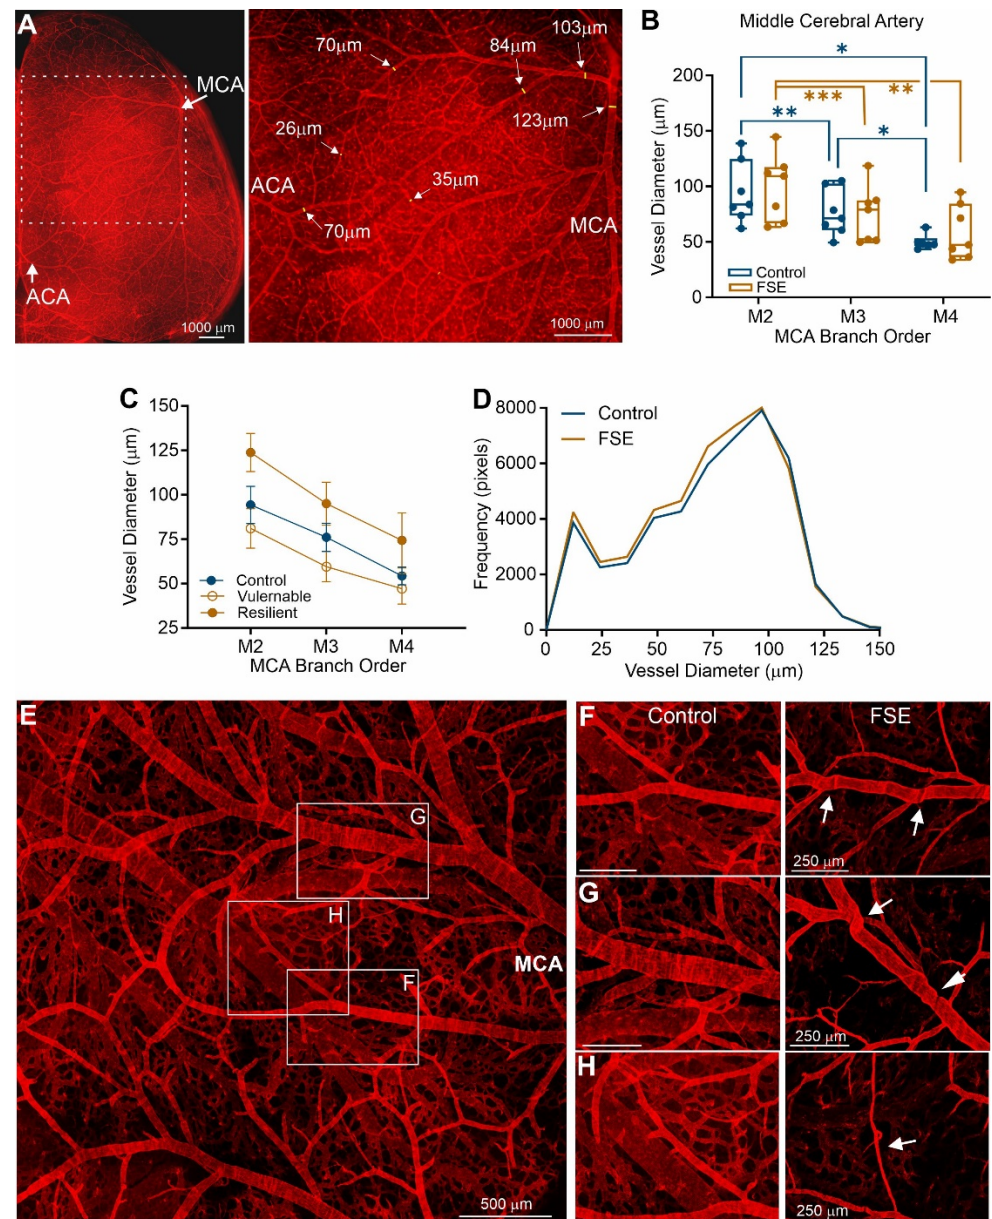 A
MCA
ACA
1000 μm
70μm
84μm
103μm
123μm
26μm
35μm
ACA
70μm
MCA
1000 μm
B
Middle Cerebral Artery
*
**
***
**
*
Vessel Diameter (μm)
200
150
100
50
0
Control
FSE
M2 M3 M4
MCA Branch Order
C
Vessel Diameter (μm)
150
125
100
75
50
25
Control
Vulernable
Resilient
M2 M3 M4
MCA Branch Order
D
Frequency (pixels)
8000
6000
4000
2000
0
Control
FSE
0 25 50 75 100 125 150
Vessel Diameter (μm)
E
G
H
F
MCA
500 μm
F
Control
FSE
250 μm
G
250 μm
H
250 μm